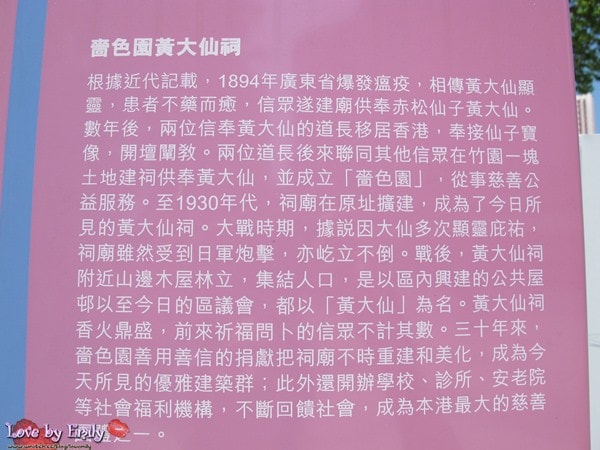 嗇色園黃大仙祠
根據近代記載，1894年廣東省爆發瘟疫，相傳黃大仙顯
靈，患者不藥而癒，信眾遂建廟供奉赤松仙子黃大仙。
數年後，兩位信奉黃大仙的道長移居香港，奉接仙子寶
像，開壇闡教。兩位道長後來聯同其他信眾在竹園一塊
土地建祠供奉黃大仙，並成立「嗇色園」，從事慈善公
益服務。至1930年代，祠廟在原址擴建，成為了今日所
見的黃大仙祠。大戰時期，據説因大仙多次顯靈庇祐，
祠廟雖然受到日軍炮擊，亦屹立不倒。戰後，黃大仙祠
附近山邊木屋林立，集結人口，是以區內興建的公共屋
邨以至今日的區議會，都以「黃大仙」為名。黃大仙祠
香火鼎盛，前來祈福問卜的信眾不計其數。三十年來，
嗇色園善用善信的捐獻把祠廟不時重建和美化，成為今
天所見的優雅建築群；此外還開辦學校、診所、安老院
等社會福利機構，不斷回饋社會，成為本港最大的慈善
之一。
Love by Emily